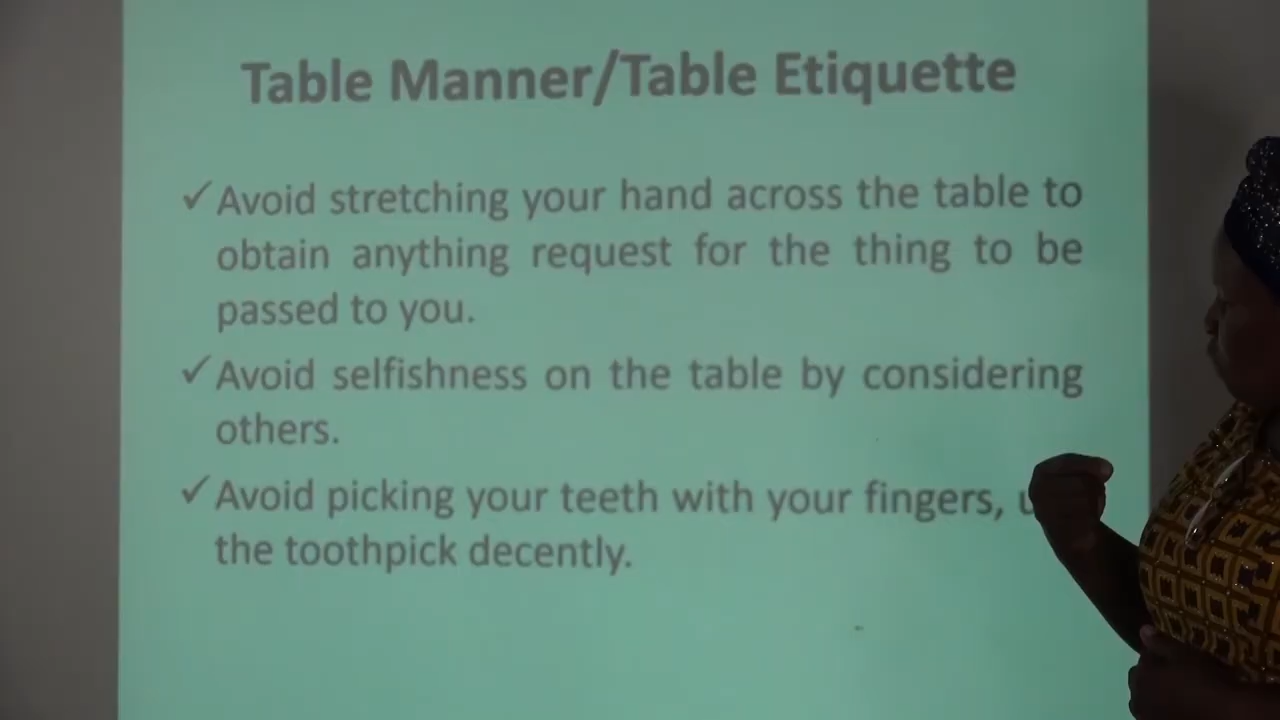 Table Manner/Table Etiquette
✓Avoid stretching your hand across the table to
obtain anything request for the thing to be
passed to you.
✓Avoid selfishness on the table by considering
others.
✓Avoid picking your teeth with your fingers,
the toothpick decently.